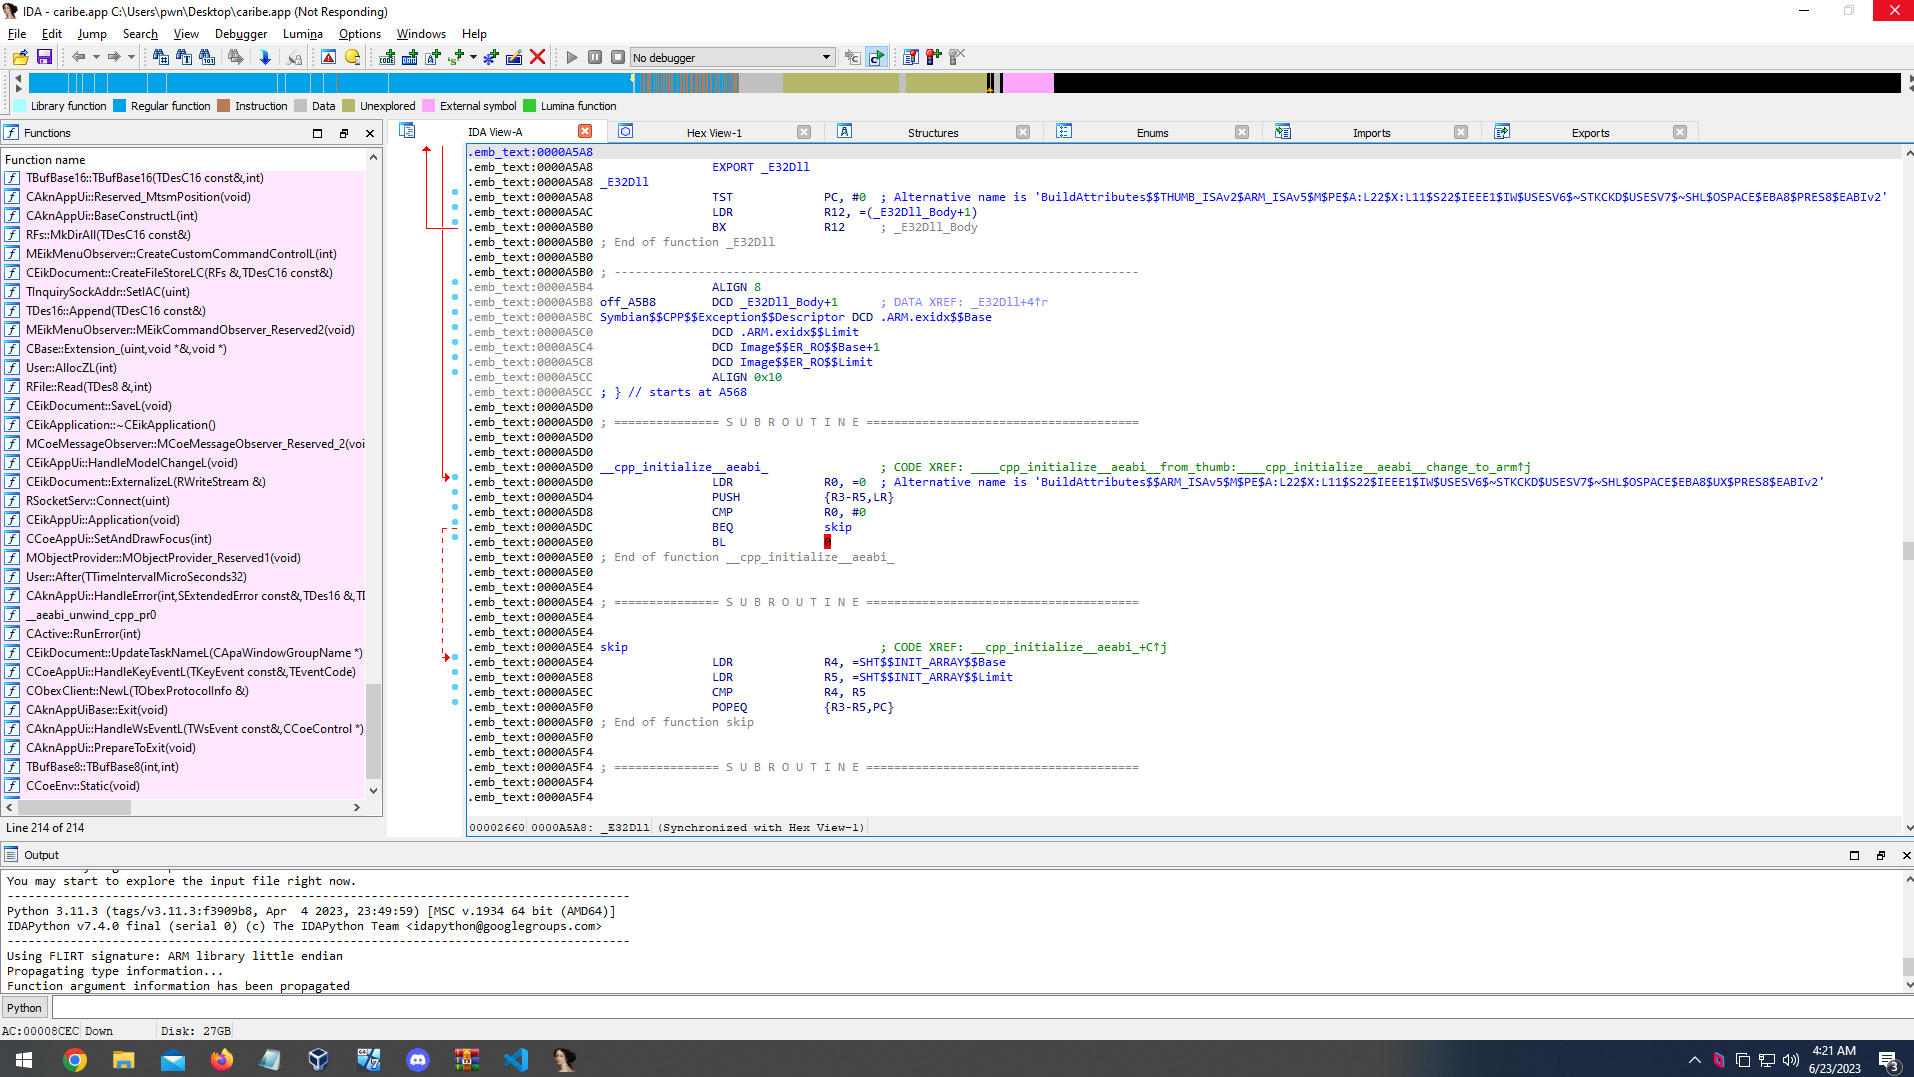 IDA - caribe.app C:\Users\pwn\Desktop\caribe.app (Not Responding)
File Edit Jump Search View Debugger Lumina Options Windows Help
No debugger
Library function Regular function Instruction Data Unexplored External symbol Lumina function
Functions
IDA View-A Hex View-1 Structures Enums Imports Exports
Function name
TBufBase16::TBufBase16(TDesC16 const&,int)
CAknAppUi::Reserved_MtsmPosition(void)
CAknAppUi::BaseConstructL(int)
RFs::MkDirAll(TDesC16 const&)
MEikMenuObserver::CreateCustomCommandControlL(int)
CEikDocument::CreateFileStoreLC(RFs &,TDesC16 const&)
TInquirySockAddr::SetIAC(uint)
TDes16::Append(TDesC16 const&)
MEikMenuObserver::MEikCommandObserver_Reserved2(void)
CBase::Extension_(uint,void *&,void *)
User::AllocZL(int)
RFile::Read(TDes8 &,int)
CEikDocument::SaveL(void)
CEikApplication::~CEikApplication()
MCoeMessageObserver::MCoeMessageObserver_Reserved_2(voi
CEikAppUi::HandleModelChangeL(void)
CEikDocument::ExternalizeL(RWriteStream &)
RSocketServ::Connect(uint)
CEikAppUi::Application(void)
CCoeAppUi::SetAndDrawFocus(int)
MObjectProvider::MObjectProvider_Reserved1(void)
User::After(TTimeIntervalMicroSeconds32)
CAknAppUi::HandleError(int,SExtendedError const&,TDes16 &,TD
__aeabi_unwind_cpp_pr0
CActive::RunError(int)
CEikDocument::UpdateTaskNameL(CApaWindowGroupName *)
CCoeAppUi::HandleKeyEventL(TKeyEvent const&,TEventCode)
CObexClient::NewL(TObexProtocolInfo &)
CAknAppUiBase::Exit(void)
CAknAppUi::HandleWsEventL(TWsEvent const&,CCoeControl *)
CAknAppUi::PrepareToExit(void)
TBufBase8::TBufBase8(int,int)
CCoeEnv::Static(void)
Line 214 of 214
.emb_text:0000A5A8
.emb_text:0000A5A8 EXPORT _E32Dll
.emb_text:0000A5A8 _E32Dll
.emb_text:0000A5A8 TST PC, #0 ; Alternative name is 'BuildAttributes$$THUMB_ISAv2$ARM_ISAv5$M$PE$A:L22$X:L11$S22$IEEE1$IW$USESV6$~STKCKD$USESV7$~SHL$OSPACE$EBA8$PRES8$EABIv2'
.emb_text:0000A5AC LDR R12, =(_E32Dll_Body+1)
.emb_text:0000A5B0 BX R12 ; _E32Dll_Body
.emb_text:0000A5B0 ; End of function _E32Dll
.emb_text:0000A5B0
.emb_text:0000A5B0 ; ---------------------------------------------------------------------------
.emb_text:0000A5B4 ALIGN 8
.emb_text:0000A5B8 off_A5B8 DCD _E32Dll_Body+1 ; DATA XREF: _E32Dll+4↑r
.emb_text:0000A5BC Symbian$$CPP$$Exception$$Descriptor DCD .ARM.exidx$$Base
.emb_text:0000A5C0 DCD .ARM.exidx$$Limit
.emb_text:0000A5C4 DCD Image$$ER_RO$$Base+1
.emb_text:0000A5C8 DCD Image$$ER_RO$$Limit
.emb_text:0000A5CC ALIGN 0x10
.emb_text:0000A5CC ; } // starts at A568
.emb_text:0000A5D0
.emb_text:0000A5D0 ; =============== S U B R O U T I N E =======================================
.emb_text:0000A5D0
.emb_text:0000A5D0
.emb_text:0000A5D0 __cpp_initialize__aeabi_ ; CODE XREF: ____cpp_initialize__aeabi__from_thumb:____cpp_initialize__aeabi__change_to_arm↑j
.emb_text:0000A5D0 LDR R0, =0 ; Alternative name is 'BuildAttributes$$ARM_ISAv5$M$PE$A:L22$X:L11$S22$IEEE1$IW$USESV6$~STKCKD$USESV7$~SHL$OSPACE$EBA8$UX$PRES8$EABIv2'
.emb_text:0000A5D4 PUSH {R3-R5,LR}
.emb_text:0000A5D8 CMP R0, #0
.emb_text:0000A5DC BEQ skip
.emb_text:0000A5E0 BL 0
.emb_text:0000A5E0 ; End of function __cpp_initialize__aeabi_
.emb_text:0000A5E0
.emb_text:0000A5E4
.emb_text:0000A5E4 ; =============== S U B R O U T I N E =======================================
.emb_text:0000A5E4
.emb_text:0000A5E4
.emb_text:0000A5E4 skip ; CODE XREF: __cpp_initialize__aeabi_+C↑j
.emb_text:0000A5E4 LDR R4, =SHT$$INIT_ARRAY$$Base
.emb_text:0000A5E8 LDR R5, =SHT$$INIT_ARRAY$$Limit
.emb_text:0000A5EC CMP R4, R5
.emb_text:0000A5F0 POPEQ {R3-R5,PC}
.emb_text:0000A5F0 ; End of function skip
.emb_text:0000A5F0
.emb_text:0000A5F4
.emb_text:0000A5F4 ; =============== S U B R O U T I N E =======================================
.emb_text:0000A5F4
.emb_text:0000A5F4
00002660 0000A5A8: _E32Dll (Synchronized with Hex View-1)
Output
You may start to explore the input file right now.
-----------------------------------------------------------------------------------------
Python 3.11.3 (tags/v3.11.3:f3909b8, Apr  4 2023, 23:49:59) [MSC v.1934 64 bit (AMD64)]
IDAPython v7.4.0 final (serial 0) (c) The IDAPython Team <idapython@googlegroups.com>
-----------------------------------------------------------------------------------------
Using FLIRT signature: ARM library little endian
Propagating type information...
Function argument information has been propagated
Python
AC:00008CEC Down Disk: 27GB
4:21 AM
6/23/2023
3